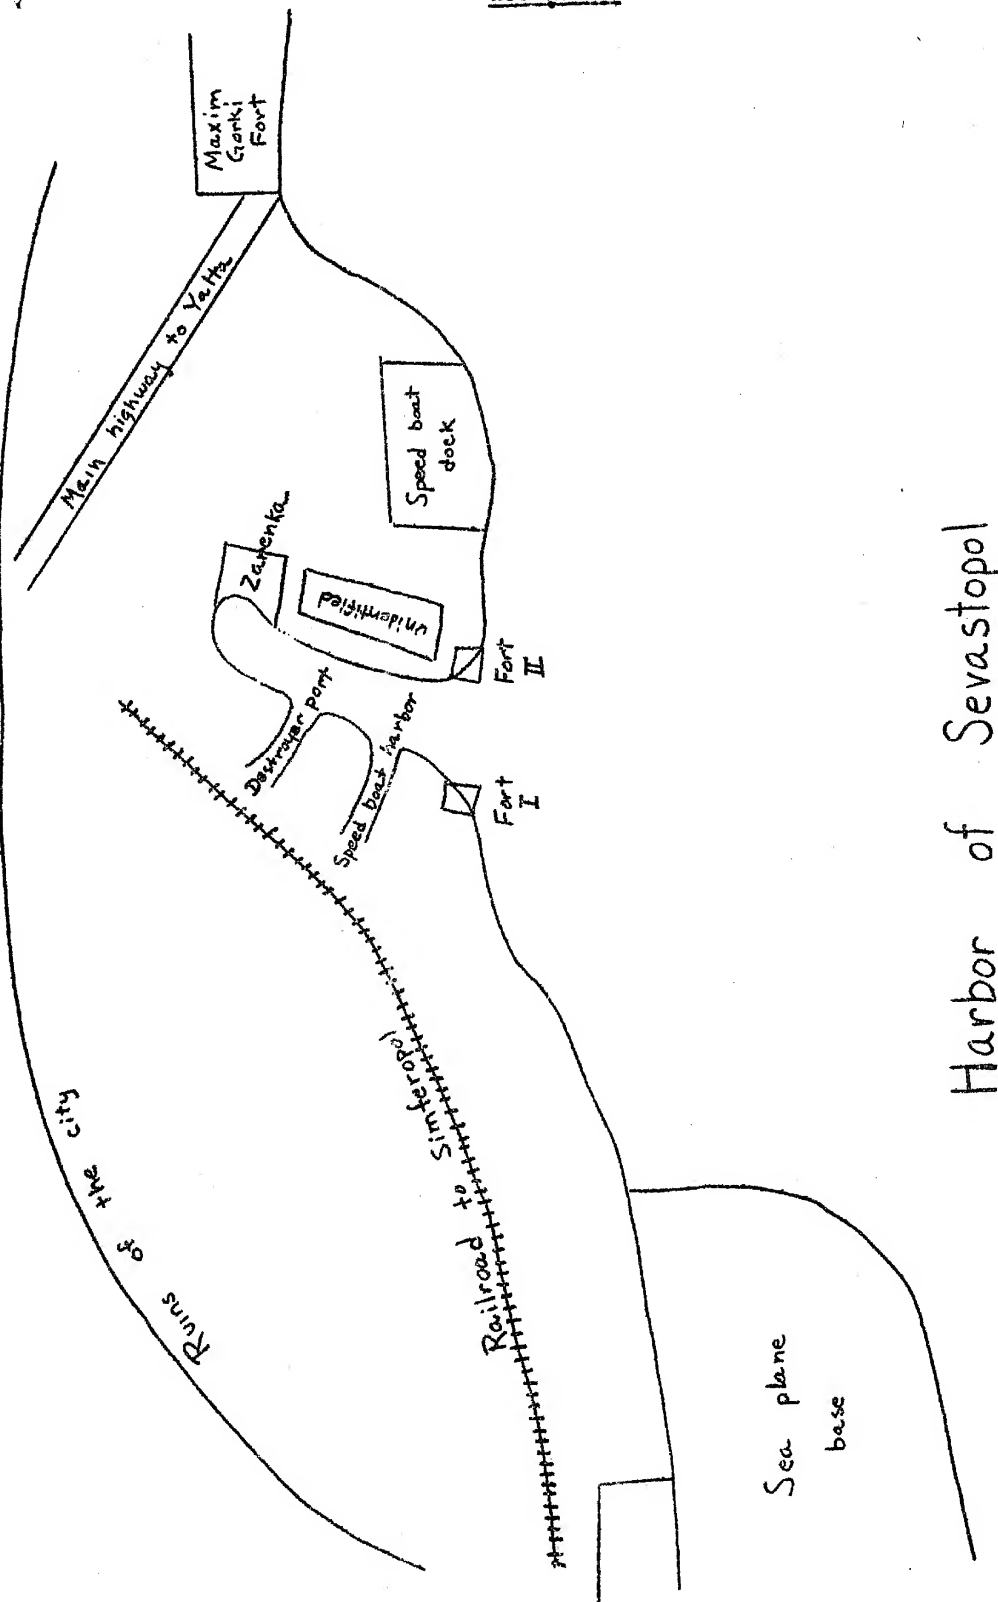 Maxim
Gorki
Fort
Main highway to Yalta
Speed boat
dock
Zanenka
unidentified
Fort
II
Destroyer port
Speed boat harbor
Fort
I
Railroad to Simferopol
Ruins of the city
Sea plane
base
Harbor of Sevastopol